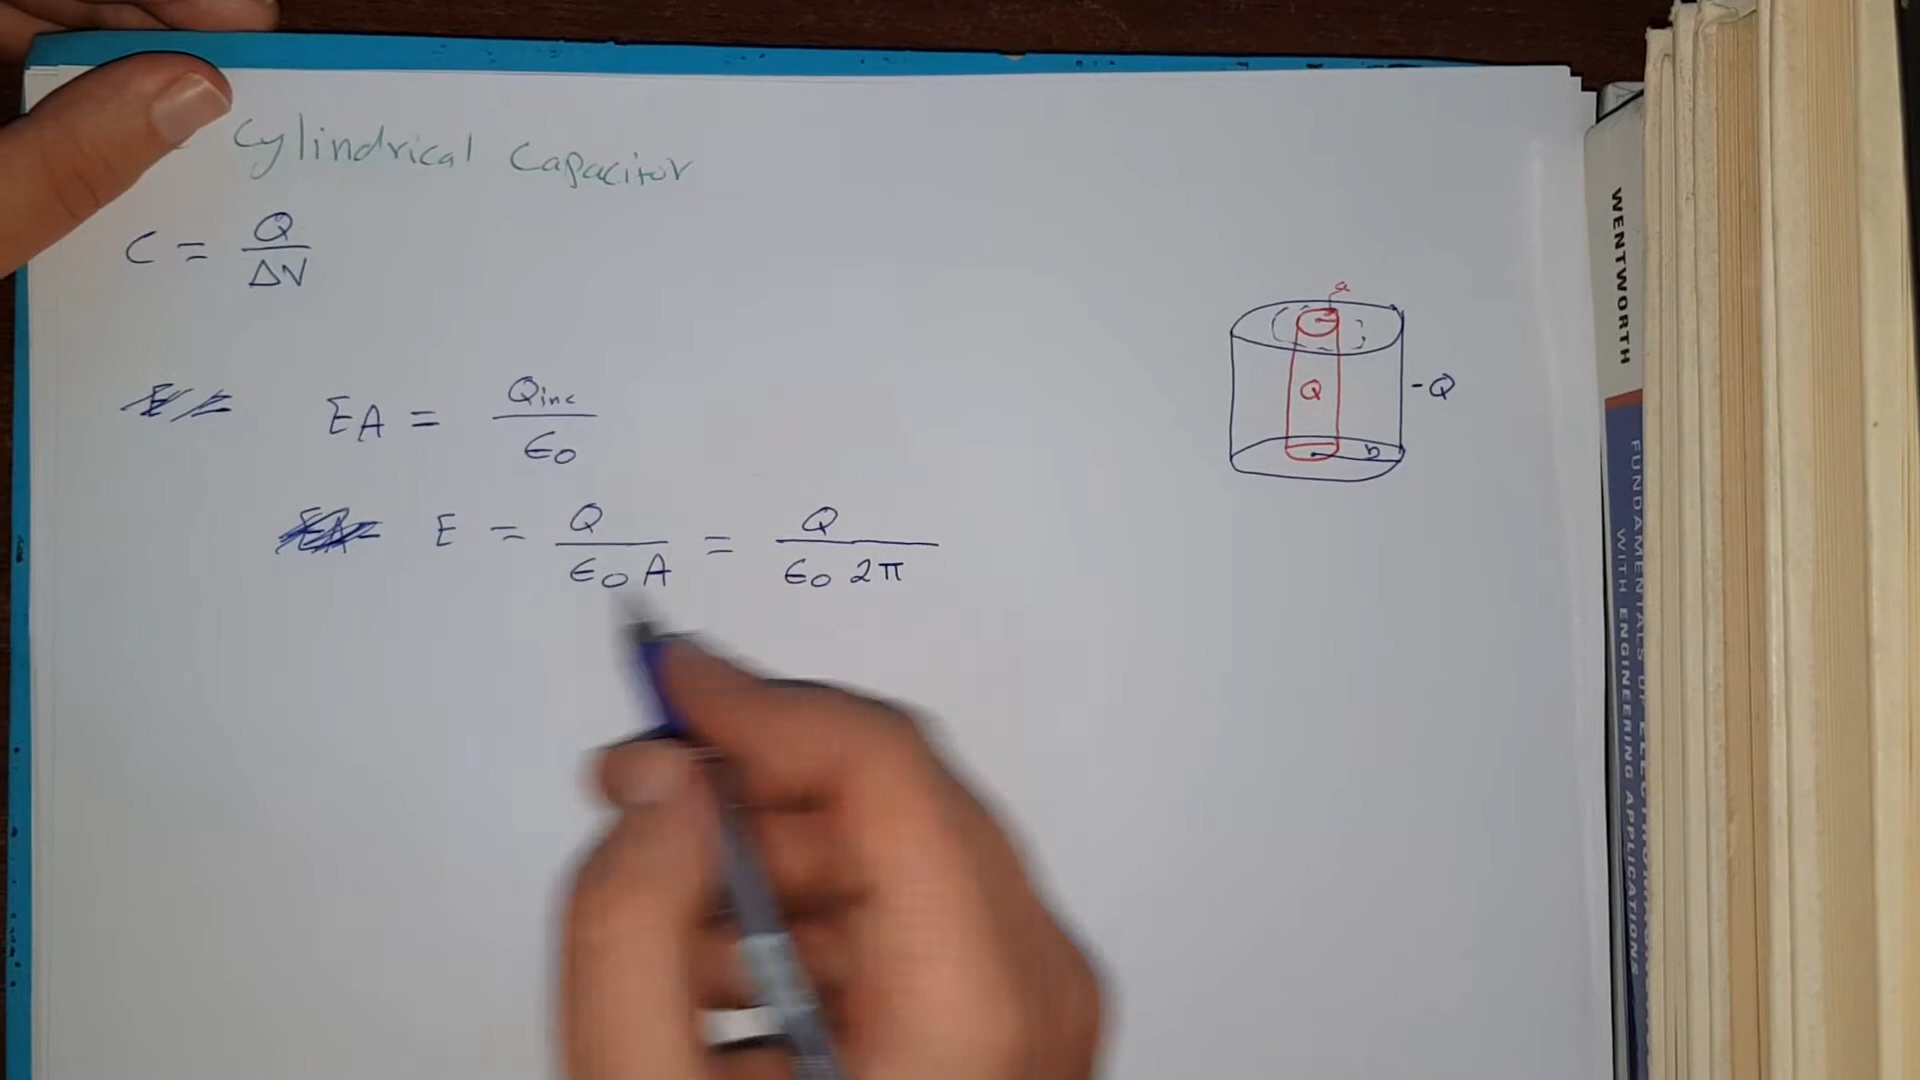 Cylindrical Capacitor
C = Q / ΔV
EA = Qinc / ϵ0
E = Q / ϵ0 A = Q / ϵ0 2π
a
Q
-Q
b
WENTWORTH
FUNDAMENTALS OF ELECTROMAGNETICS
WITH ENGINEERING APPLICATIONS